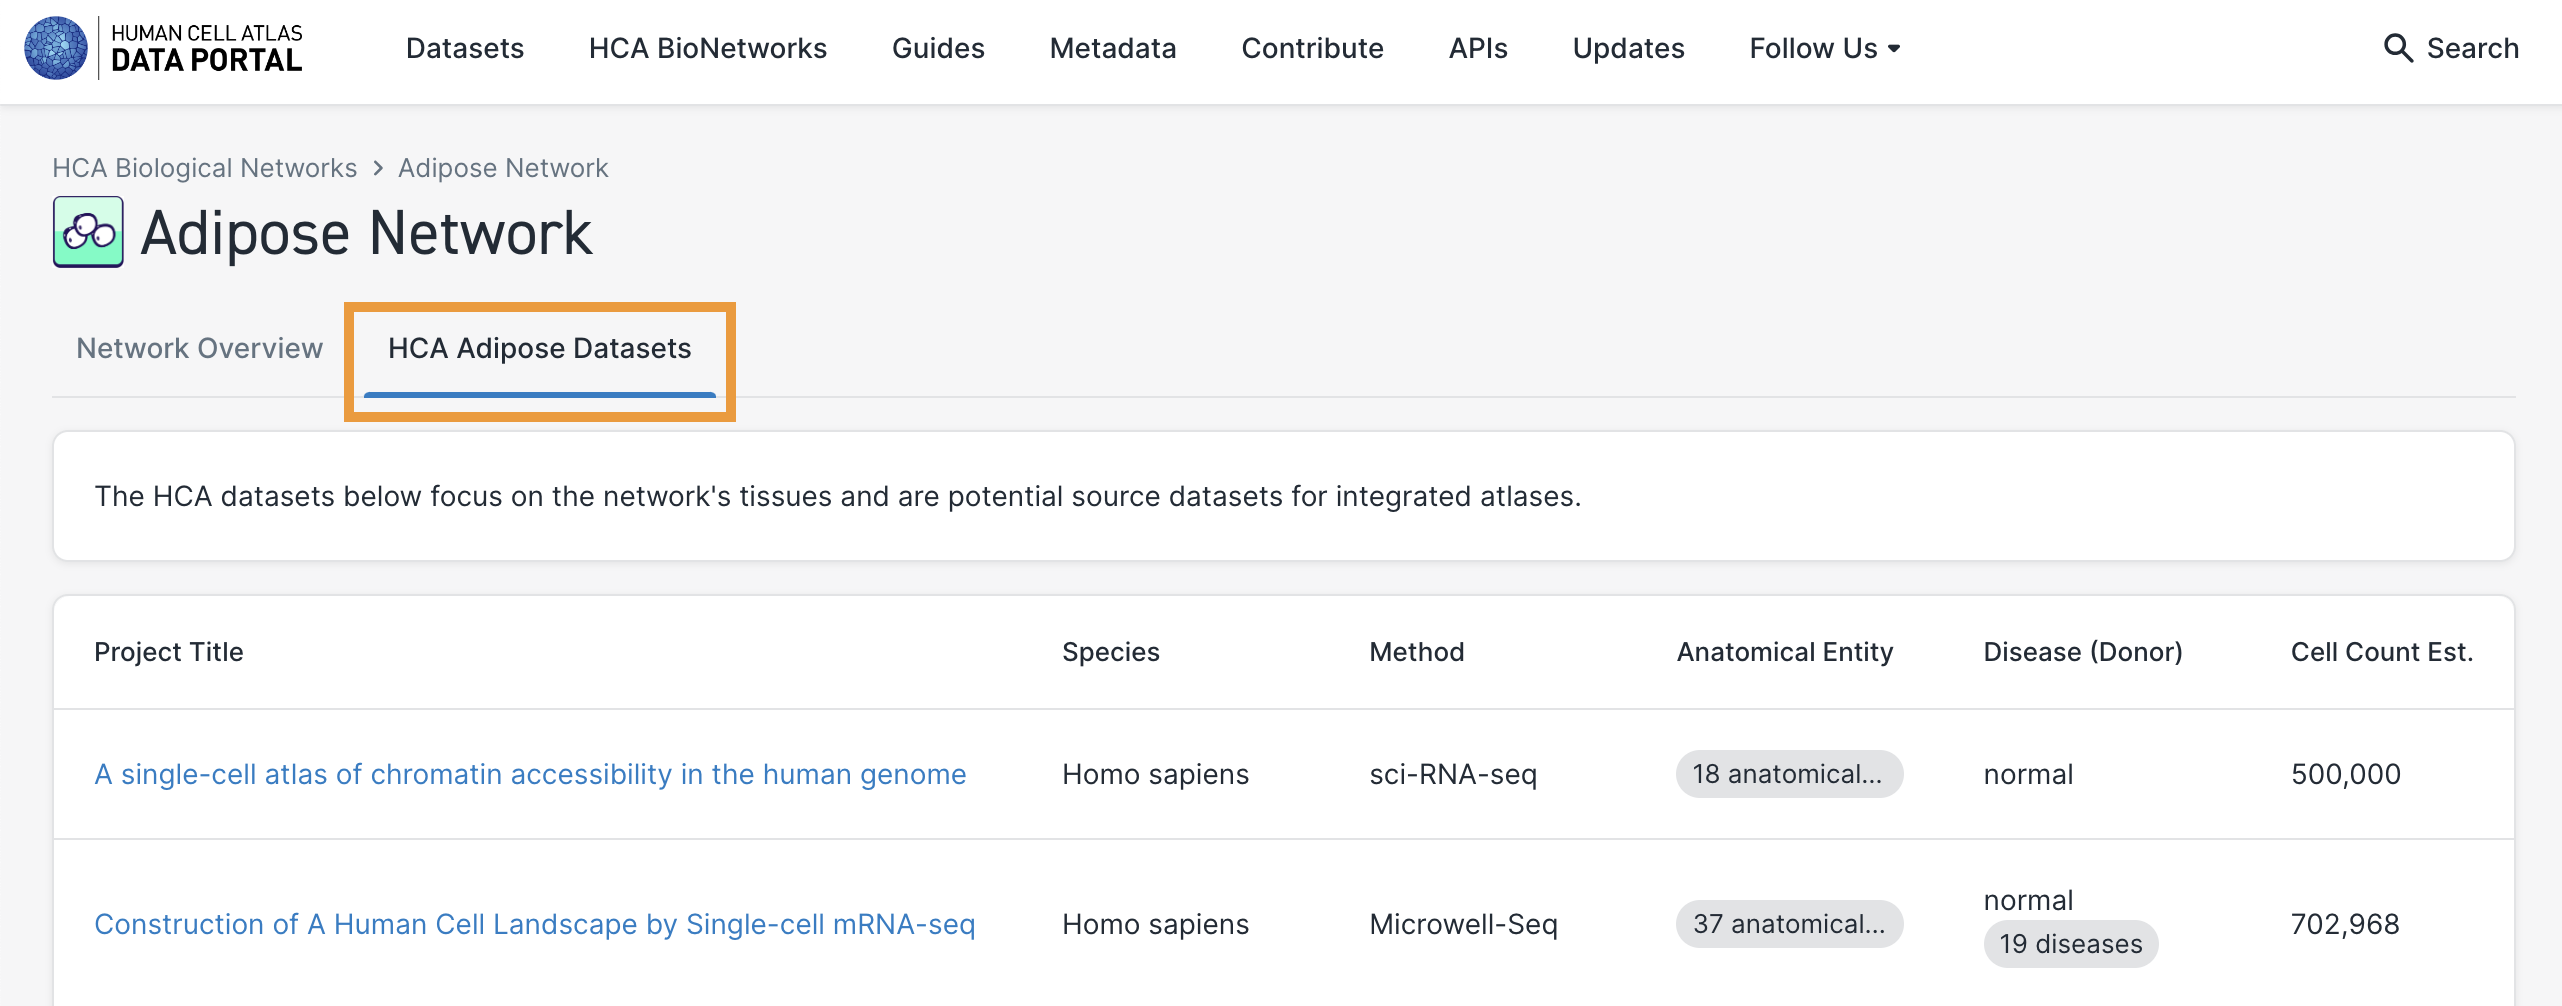 HUMAN CELL ATLAS
DATA PORTAL
Datasets
HCA BioNetworks
Guides
Metadata
Contribute
APIs
Updates
Follow Us
Search
HCA Biological Networks > Adipose Network
Adipose Network
Network Overview
HCA Adipose Datasets
The HCA datasets below focus on the network's tissues and are potential source datasets for integrated atlases.
Project Title
Species
Method
Anatomical Entity
Disease (Donor)
Cell Count Est.
A single-cell atlas of chromatin accessibility in the human genome
Homo sapiens
sci-RNA-seq
18 anatomical...
normal
500,000
Construction of A Human Cell Landscape by Single-cell mRNA-seq
Homo sapiens
Microwell-Seq
37 anatomical...
normal
19 diseases
702,968